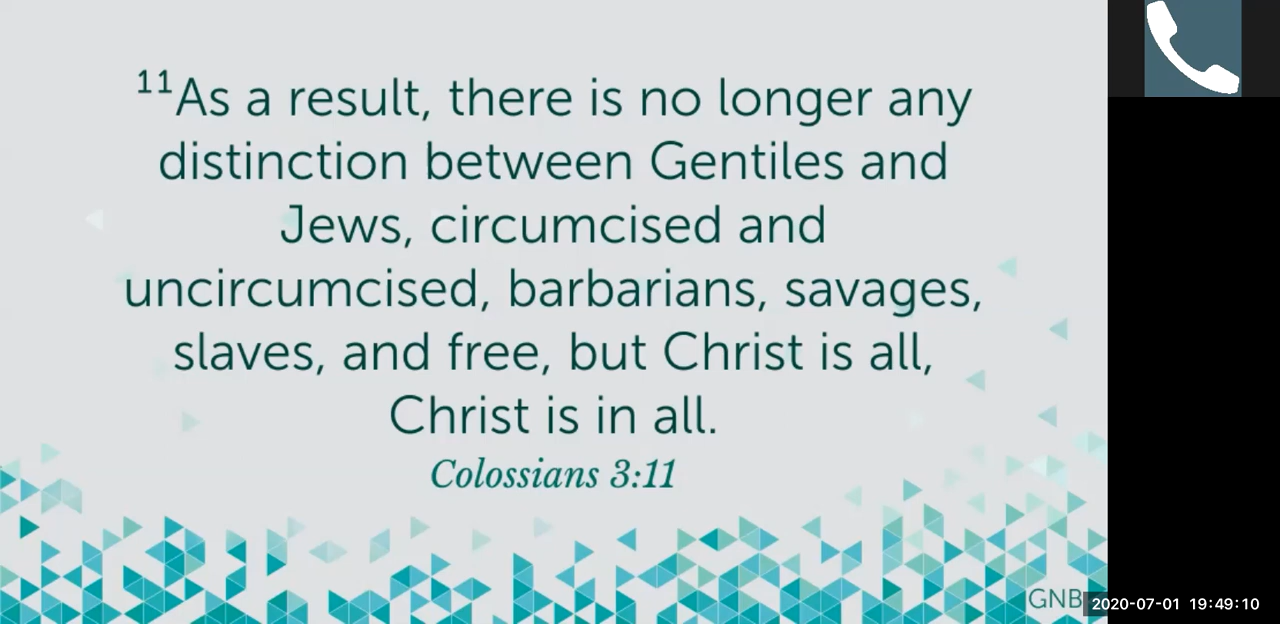 ¹¹As a result, there is no longer any
distinction between Gentiles and
Jews, circumcised and
uncircumcised, barbarians, savages,
slaves, and free, but Christ is all,
Christ is in all.
Colossians 3:11
GNB
2020-07-01 19:49:10